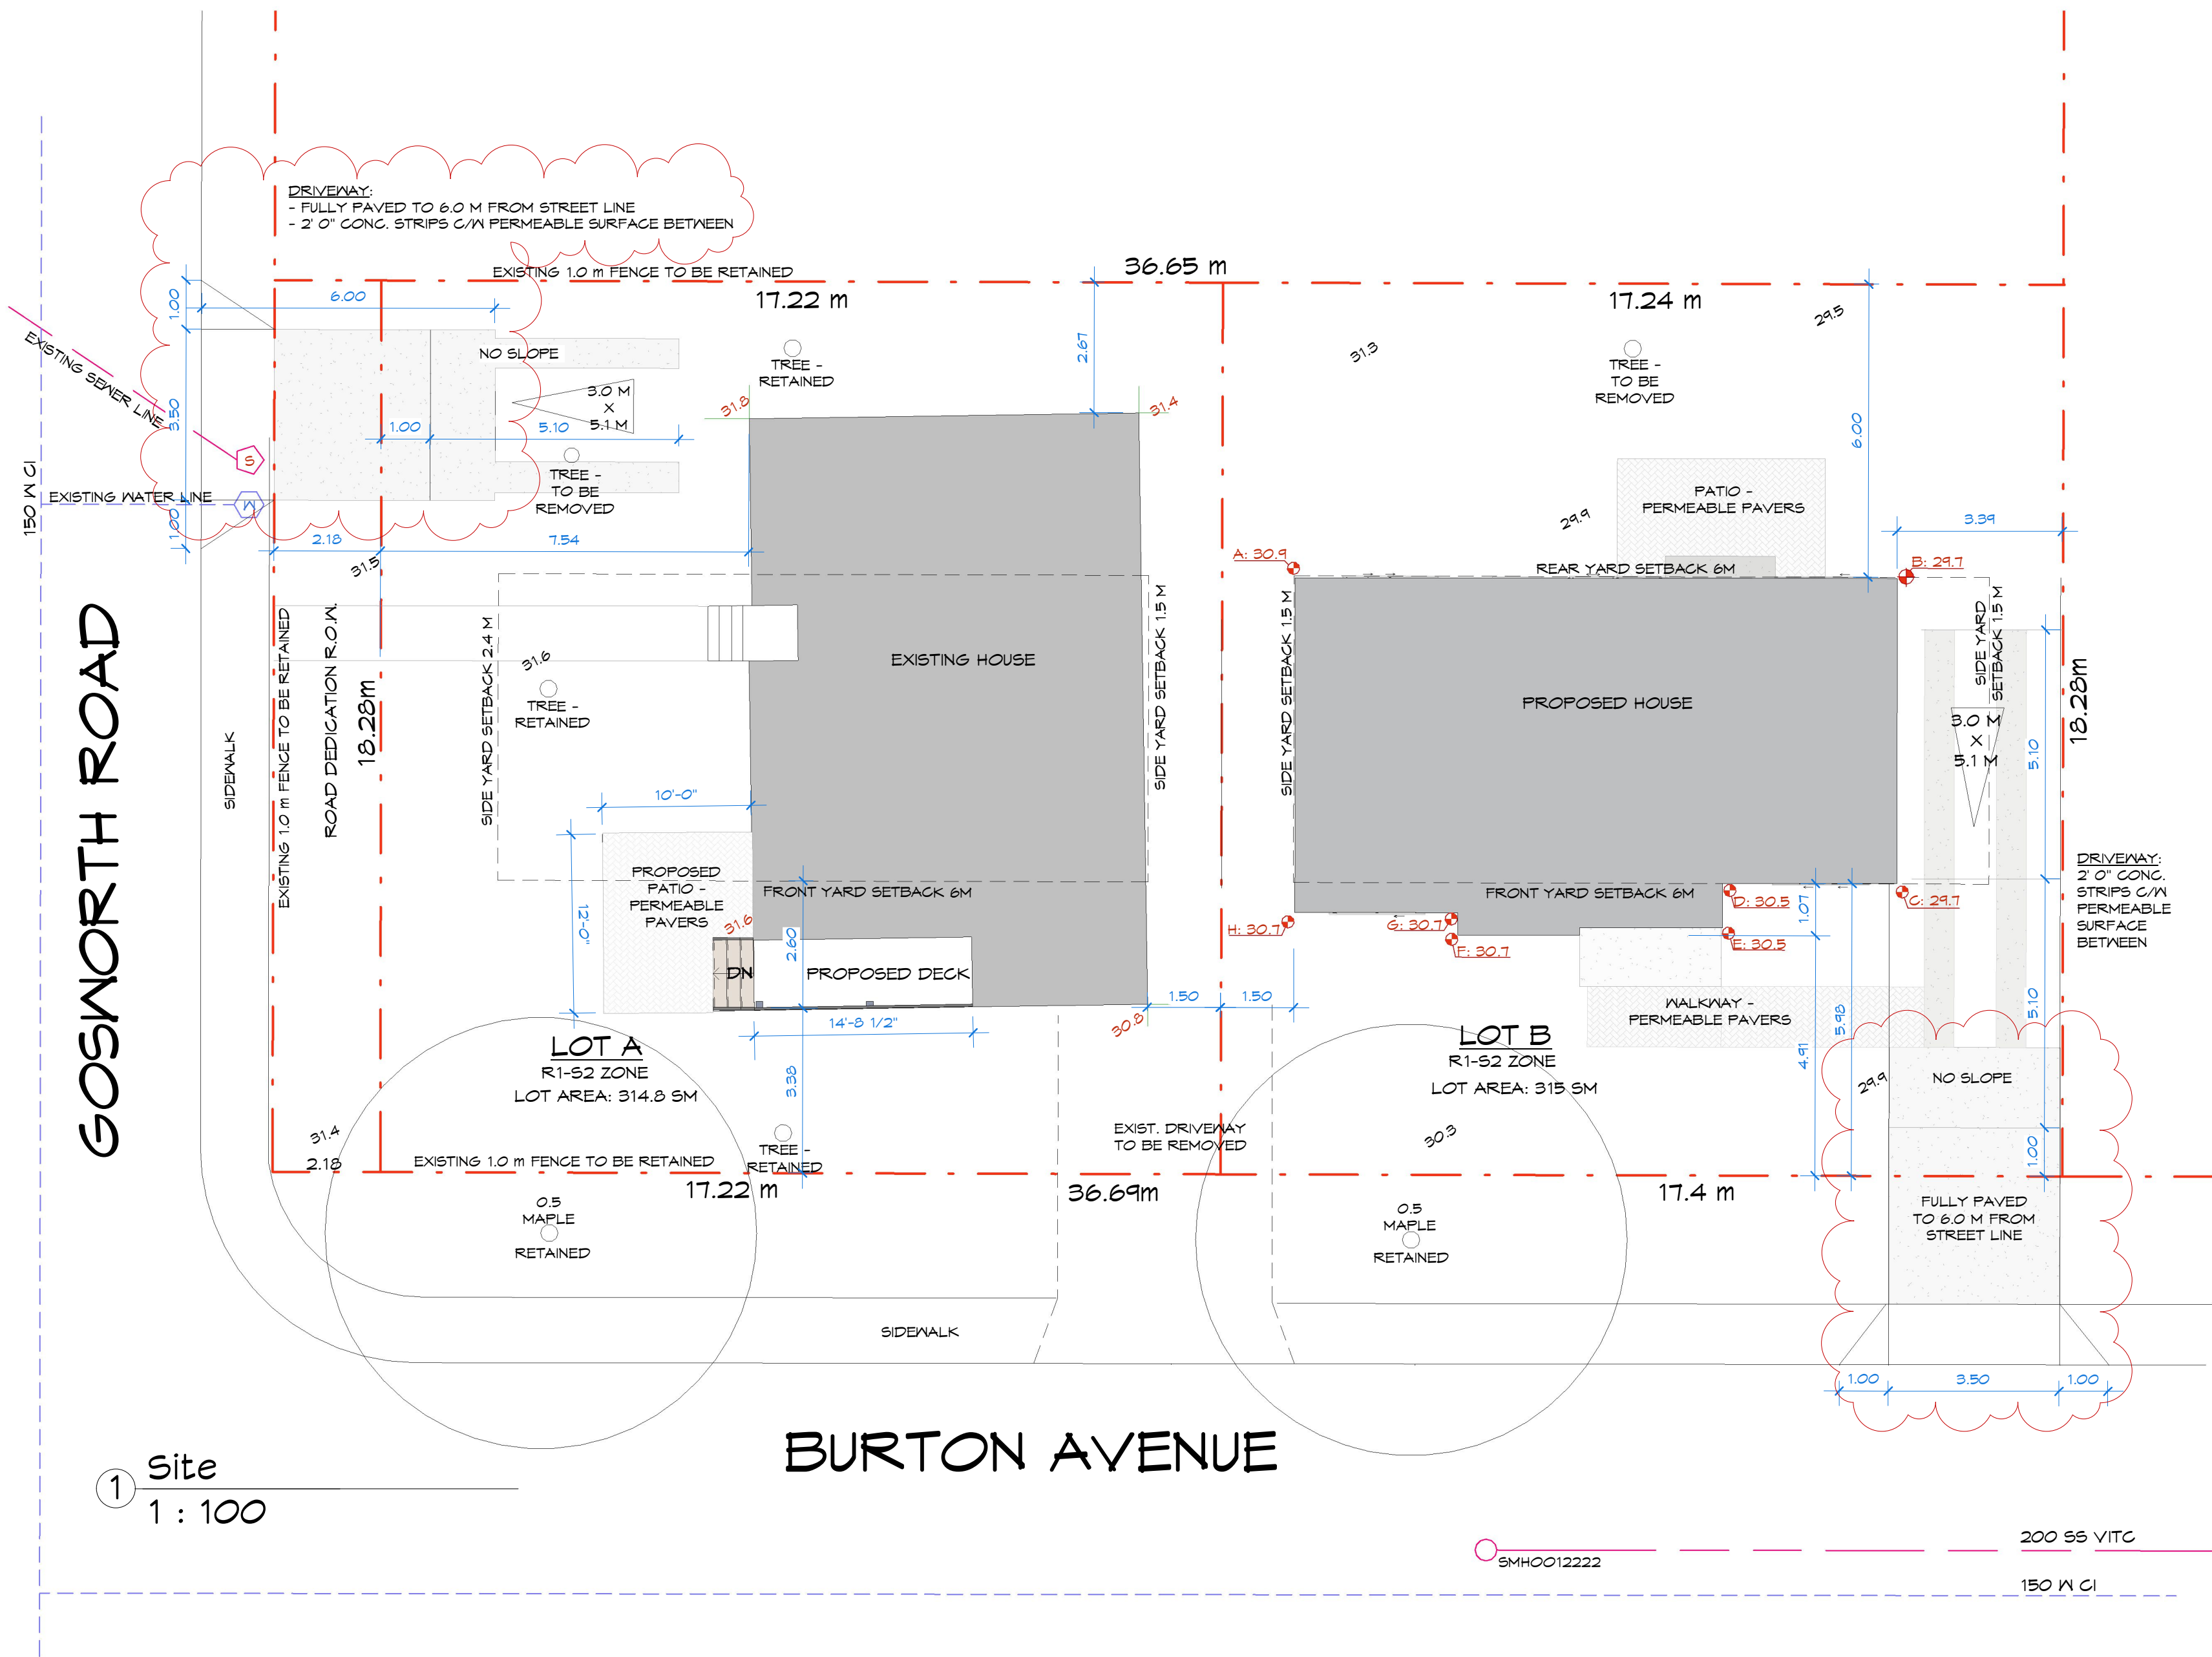 DRIVEWAY:
- FULLY PAVED TO 6.0 M FROM STREET LINE
- 2' 0" CONC. STRIPS C/W PERMEABLE SURFACE BETWEEN
EXISTING 1.0 m FENCE TO BE RETAINED
36.65 m
17.22 m
17.24 m
6.00
1.00
3.50
1.00
NO SLOPE
3.0 M
X
5.1 M
1.00
5.10
TREE -
RETAINED
TREE -
TO BE
REMOVED
2.67
31.8
31.4
31.3
29.5
TREE -
TO BE
REMOVED
6.00
EXISTING SEWER LINE
S
150 W CI
EXISTING WATER LINE
W
2.18
7.54
31.5
29.9
PATIO -
PERMEABLE PAVERS
3.39
A: 30.9
B: 29.7
REAR YARD SETBACK 6M
GOSWORTH ROAD
SIDEWALK
EXISTING 1.0 m FENCE TO BE RETAINED
ROAD DEDICATION R.O.W.
18.28m
SIDE YARD SETBACK 2.4 M
31.6
TREE -
RETAINED
EXISTING HOUSE
SIDE YARD SETBACK 1.5 M
SIDE YARD SETBACK 1.5 M
PROPOSED HOUSE
SIDE YARD
SETBACK 1.5 M
3.0 M
X
5.1 M
5.10
18.28m
10'-0"
12'-0"
PROPOSED
PATIO -
PERMEABLE
PAVERS
FRONT YARD SETBACK 6M
31.6
2.60
DN
PROPOSED DECK
14'-8 1/2"
30.8
1.50
1.50
FRONT YARD SETBACK 6M
H: 30.7
G: 30.7
F: 30.7
D: 30.5
E: 30.5
C: 29.7
1.07
DRIVEWAY:
2' 0" CONC.
STRIPS C/W
PERMEABLE
SURFACE
BETWEEN
WALKWAY -
PERMEABLE PAVERS
5.98
4.91
5.10
LOT A
R1-S2 ZONE
LOT AREA: 314.8 SM
3.38
LOT B
R1-S2 ZONE
LOT AREA: 315 SM
29.9
NO SLOPE
31.4
2.18
EXISTING 1.0 m FENCE TO BE RETAINED
TREE -
RETAINED
EXIST. DRIVEWAY
TO BE REMOVED
30.3
1.00
17.22 m
36.69m
17.4 m
0.5
MAPLE
RETAINED
0.5
MAPLE
RETAINED
FULLY PAVED
TO 6.0 M FROM
STREET LINE
SIDEWALK
1.00
3.50
1.00
BURTON AVENUE
1
Site
1 : 100
SMH0012222
200 SS VITC
150 W CI